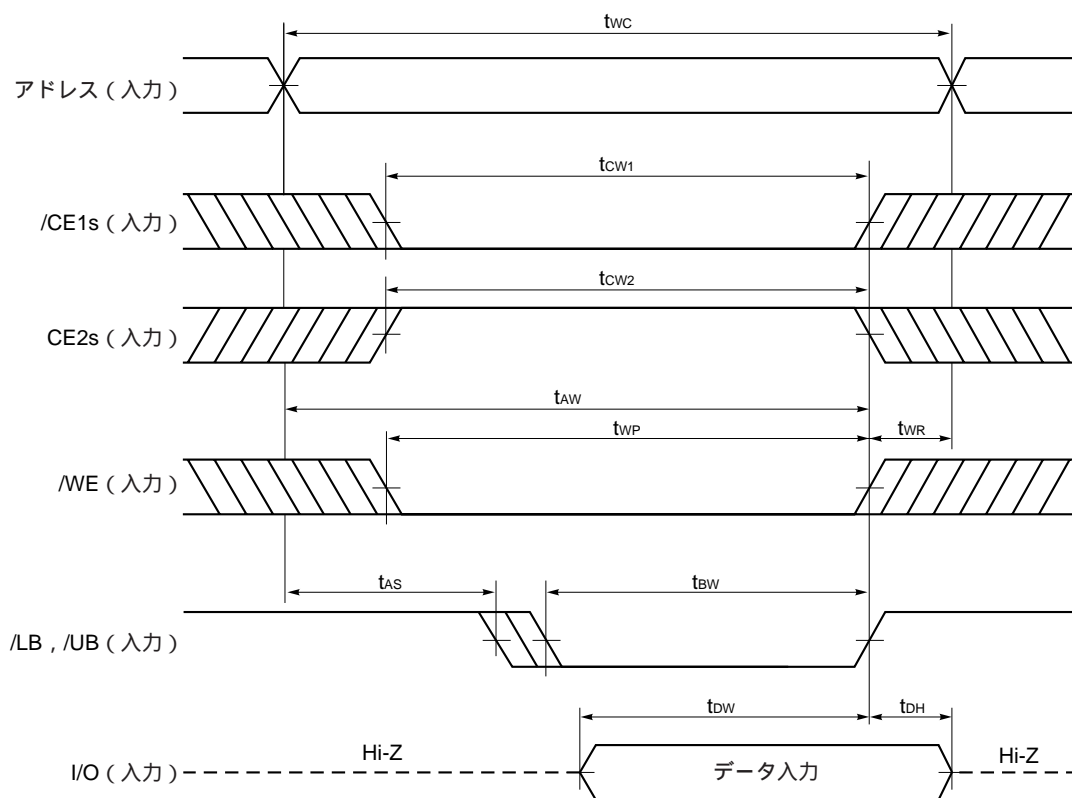 tWC
アドレス（入力）
tCW1
/CE1s（入力）
tCW2
CE2s（入力）
tAW
tWP
tWR
/WE（入力）
tAS
tBW
/LB , /UB（入力）
tDW
tDH
Hi-Z
Hi-Z
I/O（入力）
データ入力